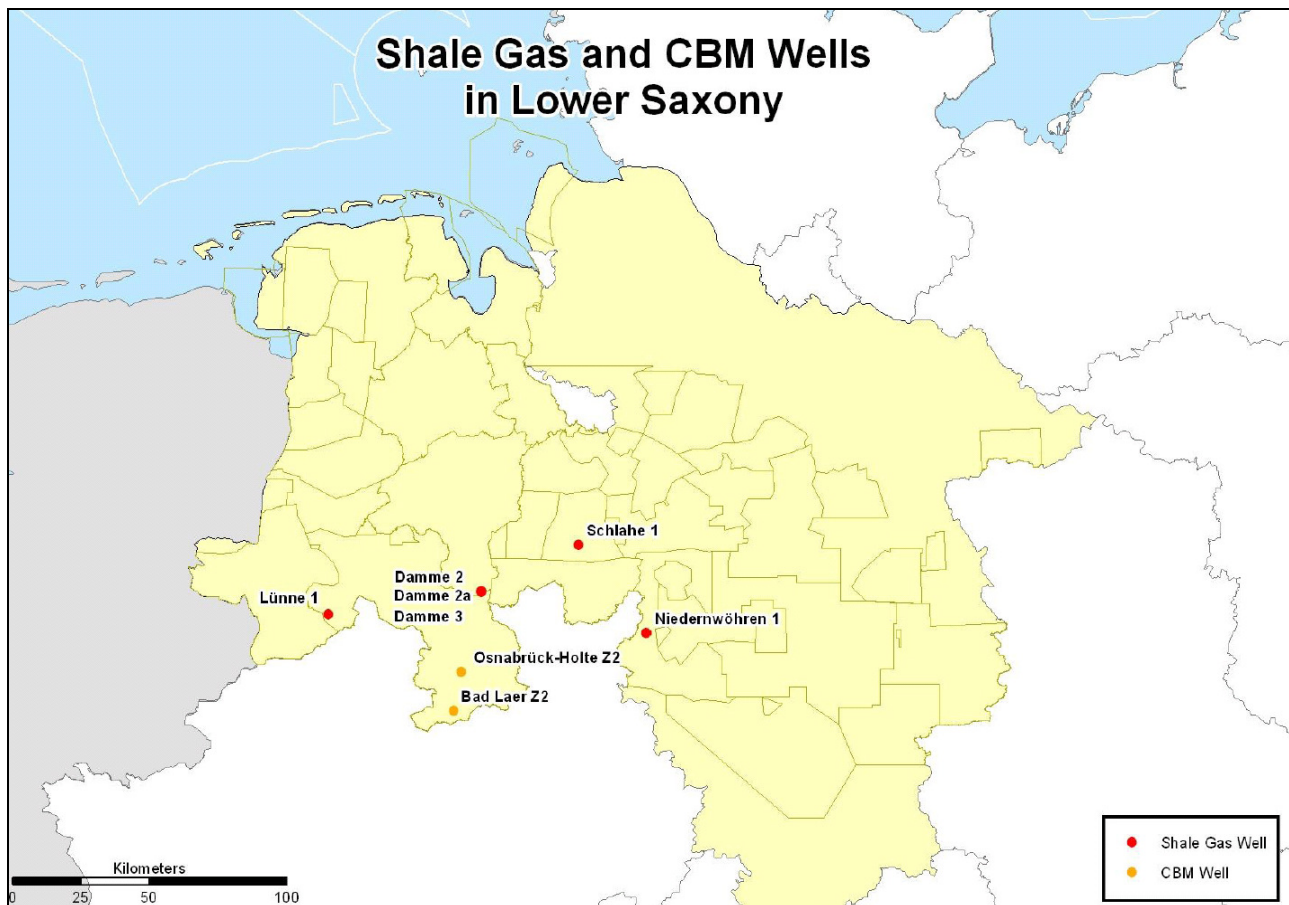 Shale Gas and CBM Wells
in Lower Saxony
Schlahe 1
Damme 2
Damme 2a
Damme 3
Lünne 1
Niedernwöhren 1
Osnabrück-Holte Z2
Bad Laer Z2
Kilometers
0 25 50 100
Shale Gas Well
CBM Well